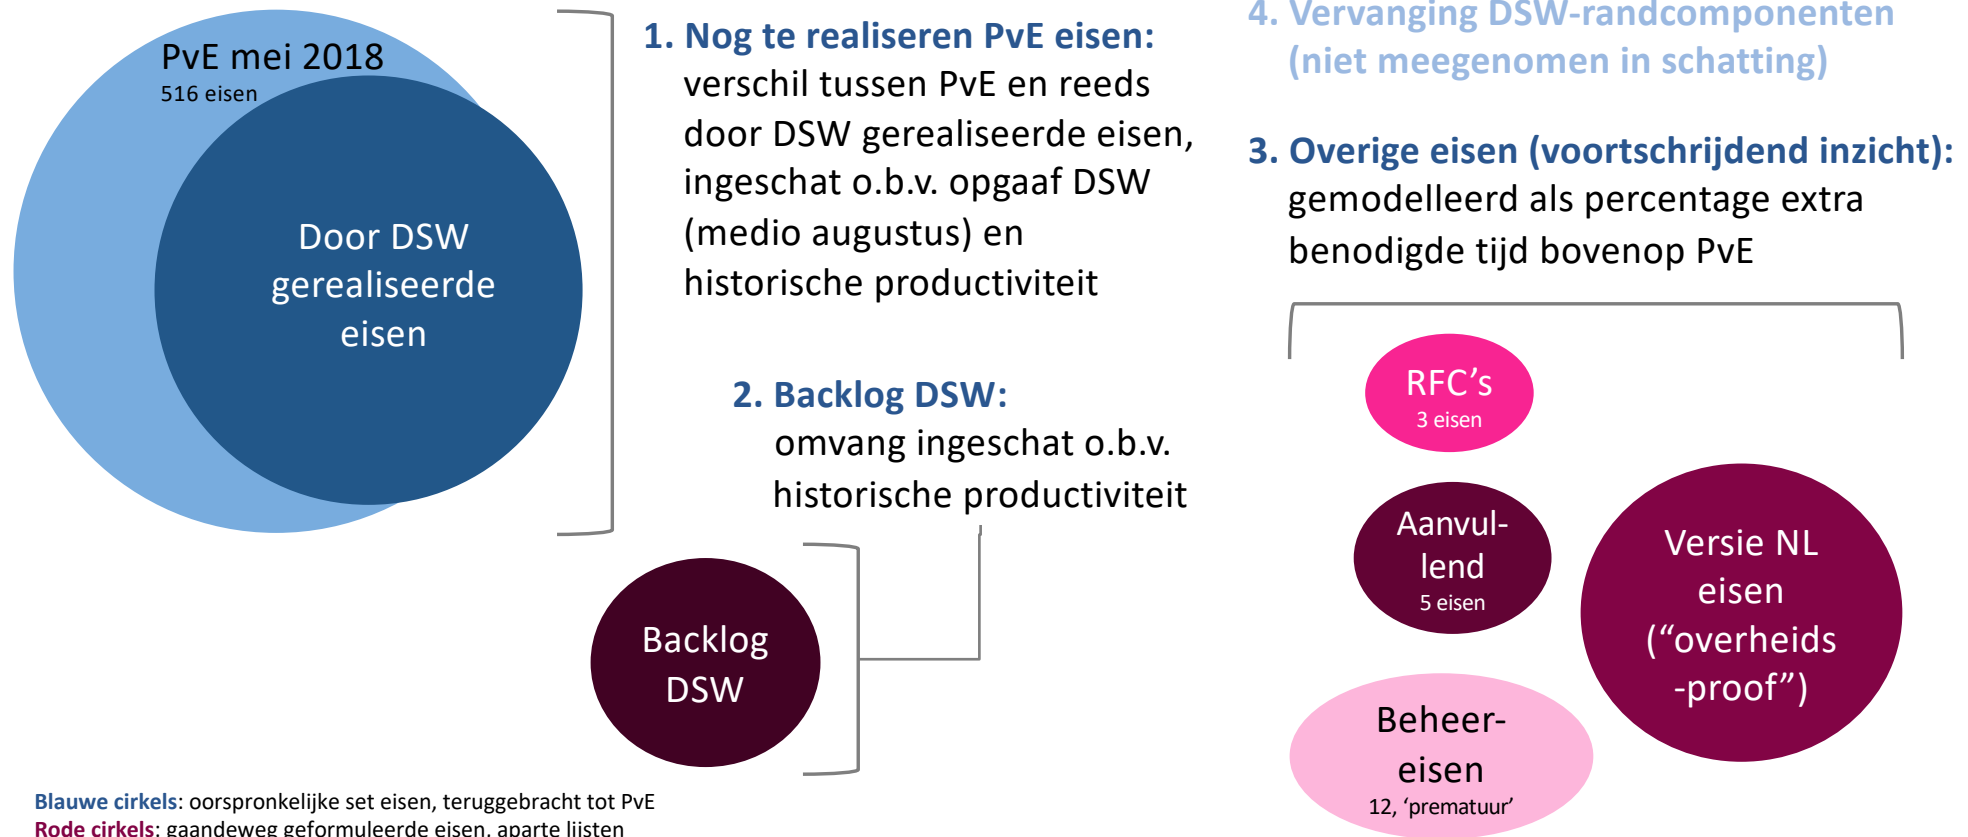 PvE mei 2018
516 eisen
Door DSW
gerealiseerde
eisen
1. Nog te realiseren PvE eisen:
verschil tussen PvE en reeds
door DSW gerealiseerde eisen,
ingeschat o.b.v. opgaaf DSW
(medio augustus) en
historische productiviteit
2. Backlog DSW:
omvang ingeschat o.b.v.
historische productiviteit
Backlog
DSW
4. Vervanging DSW-randcomponenten
(niet meegenomen in schatting)
3. Overige eisen (voortschrijdend inzicht):
gemodelleerd als percentage extra
benodigde tijd bovenop PvE
RFC’s
3 eisen
Aanvul-
lend
5 eisen
Versie NL
eisen
(“overheids
-proof”)
Beheer-
eisen
12, ‘prematuur’
Blauwe cirkels: oorspronkelijke set eisen, teruggebracht tot PvE
Rode cirkels: gaandeweg geformuleerde eisen, aparte lijsten